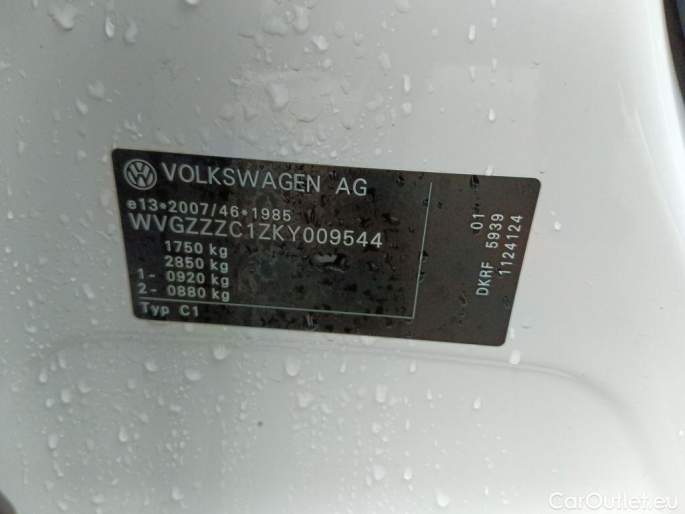 VOLKSWAGEN AG
e13*2007/46*1985
WVGZZZC1ZKY009544
1750 kg
2850 kg
1- 0920 kg
2- 0880 kg
Typ C1
01
DKRF 5939
1124124
CarOutlet.eu